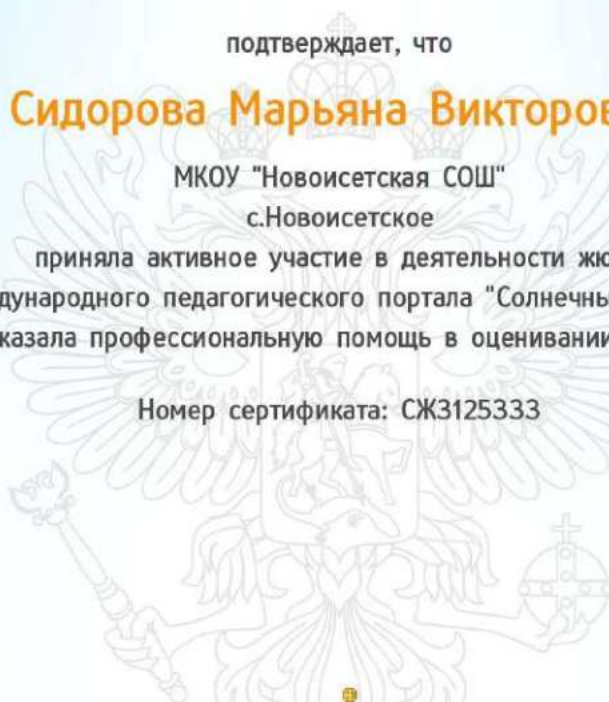 подтверждает, что
Сидорова Марьяна Викторов
МКОУ "Новоисетская СОШ"
с.Новоисетское
приняла активное участие в деятельности жю
дународного педагогического портала "Солнечны
казала профессиональную помощь в оценивании
Номер сертификата: СЖ3125333